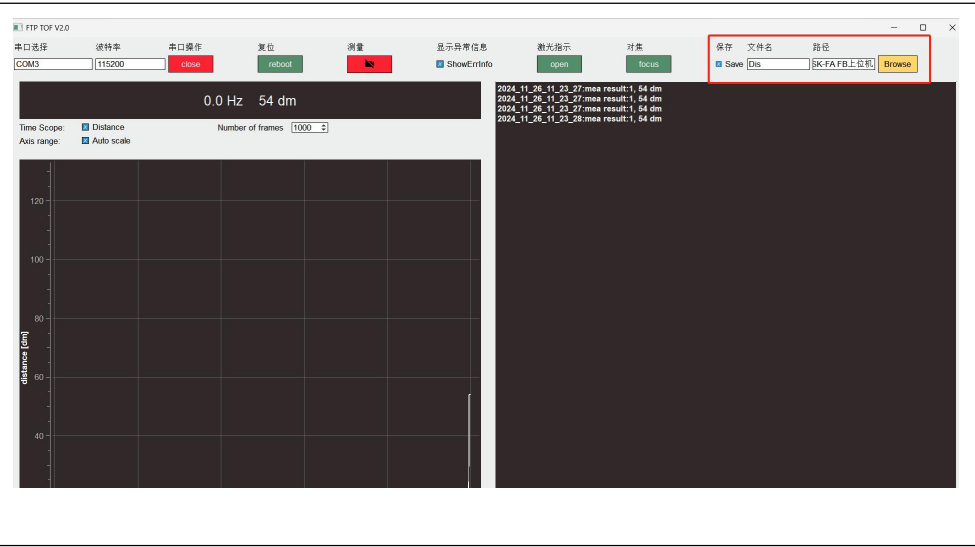 FTP TOF V2.0
串口选择 波特率 串口操作 复位 测量 显示异常信息 激光指示 对焦 保存 文件名 路径
COM3 115200 close reboot ShowErrInfo open focus Save Dis SK-FA FB上位机 Browse
0.0 Hz 54 dm
Time Scope: Distance Number of frames 1000
Axis range: Auto scale
2024_11_26_11_23_27:mea result:1, 54 dm
2024_11_26_11_23_27:mea result:1, 54 dm
2024_11_26_11_23_27:mea result:1, 54 dm
2024_11_26_11_23_28:mea result:1, 54 dm
120
100
80
60
40
distance [dm]